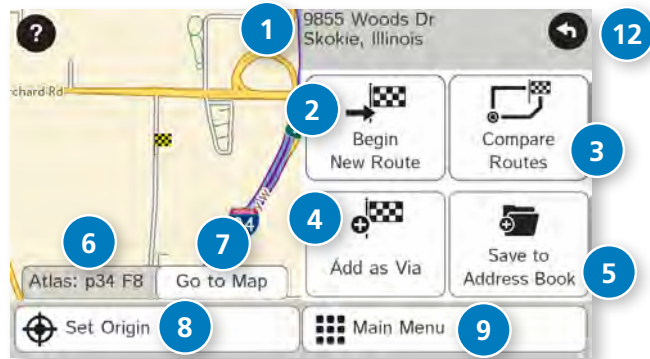 ?
1
9855 Woods Dr
Skokie, Illinois
12
chard Rd
2
Begin
New Route
Compare
Routes
3
94
4
Add as Via
Save to
Address Book
5
6
7
Atlas: p34 F8
Go to Map
Set Origin
8
Main Menu
9